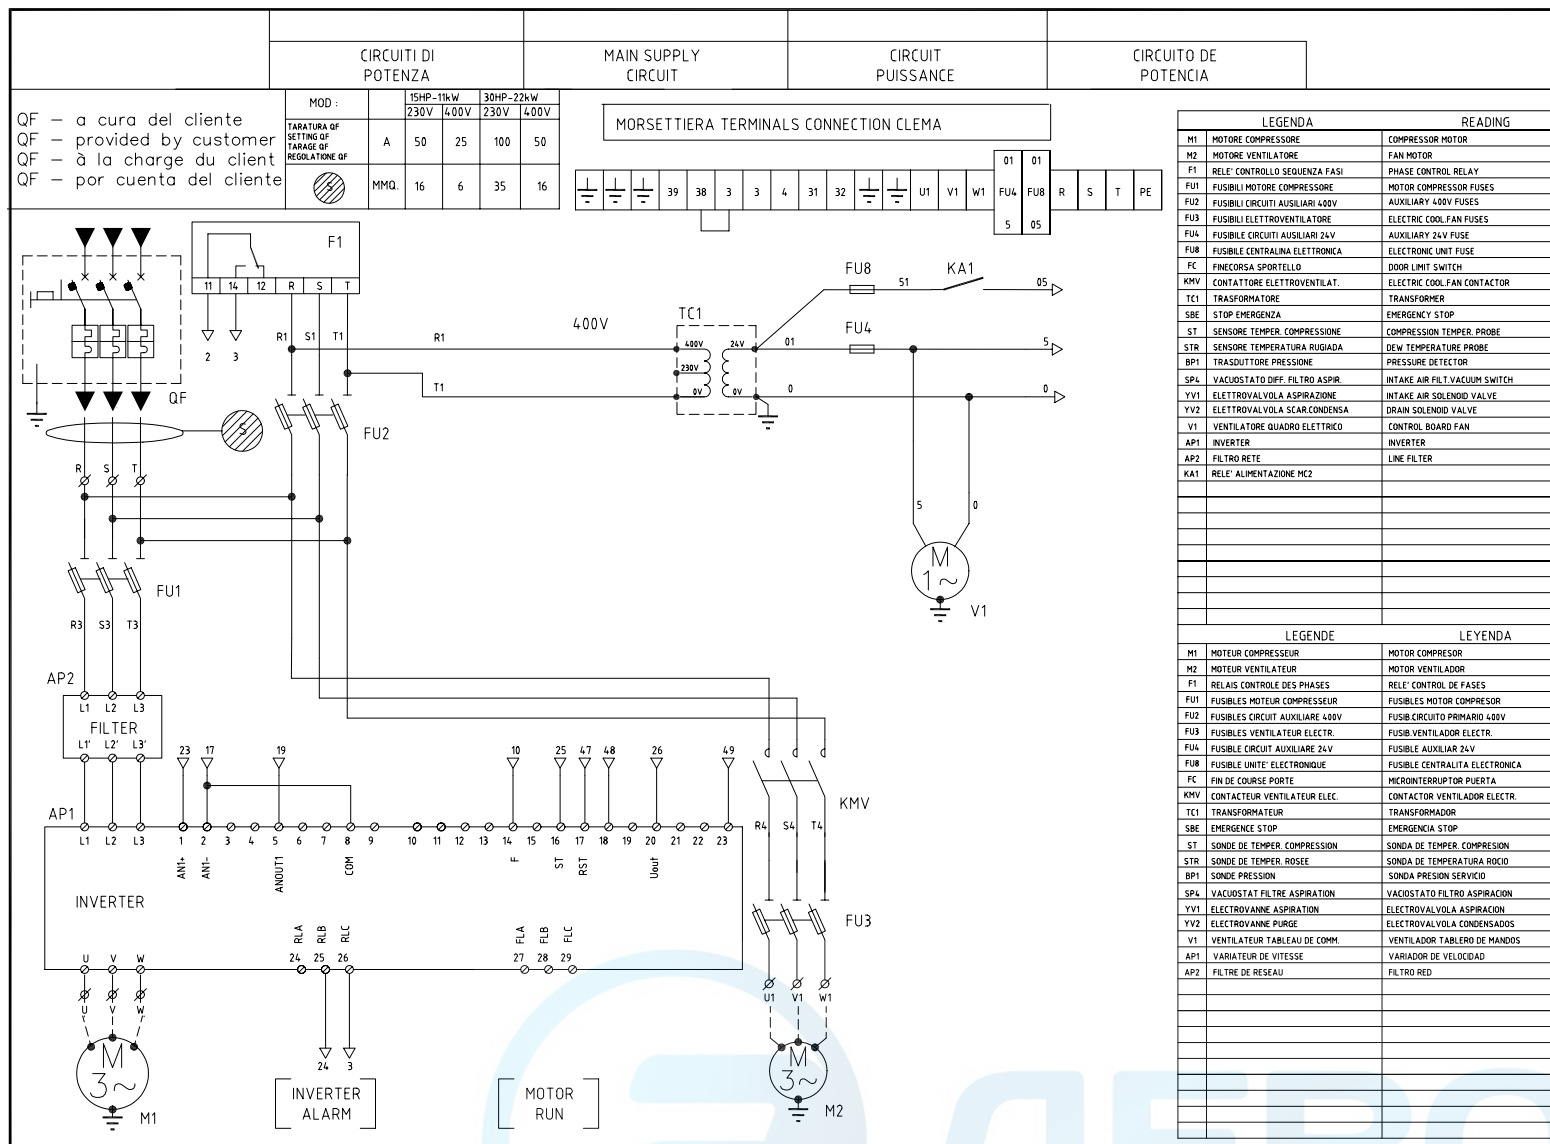 CIRCUITI DI
POTENZA
MAIN SUPPLY
CIRCUIT
CIRCUIT
PUISSANCE
CIRCUITO DE
POTENCIA
QF – a cura del cliente
QF – provided by customer
QF – à la charge du client
QF – por cuenta del cliente
MOD : 15HP-11kW 30HP-22kW
230V 400V 230V 400V
TARATURA QF
SETTING QF
TARAGE QF
REGOLATIONE QF
A 50 25 100 50
S MMQ. 16 6 35 16
MORSETTIERA TERMINALS CONNECTION CLEMA
01 01
39 38 3 3 4 31 32 U1 V1 W1 FU4 FU8 R S T PE
5 05
F1
11 14 12 R S T
2 3
R1 S1 T1
R1
T1
400V
TC1
400V 24V
230V
0V 0V
FU8 S1 KA1 05
FU4
01 5
0 0
QF
S
FU2
R S T
5 0
M
1~
V1
FU1
R3 S3 T3
AP2
L1 L2 L3
FILTER
L1' L2' L3'
23 17 19 10 25 47 48 26 49
KMV
AP1
L1 L2 L3 1 2 3 4 5 6 7 8 9 10 11 12 13 14 15 16 17 18 19 20 21 22 23
AN1+ AN1- ANOUT1 COM F ST RST Uout
R4 S4 T4
INVERTER
FU3
RLA RLB RLC
24 25 26
FLA FLB FLC
27 28 29
U V W
U V W
U1 V1 W1
M
3~
M1
24 3
INVERTER
ALARM
MOTOR
RUN
M
3~
M2
LEGENDA READING
M1 MOTORE COMPRESSORE COMPRESSOR MOTOR
M2 MOTORE VENTILATORE FAN MOTOR
F1 RELE' CONTROLLO SEQUENZA FASI PHASE CONTROL RELAY
FU1 FUSIBILI MOTORE COMPRESSORE MOTOR COMPRESSOR FUSES
FU2 FUSIBILI CIRCUITI AUSILIARI 400V AUXILIARY 400V FUSES
FU3 FUSIBILI ELETTROVENTILATORE ELECTRIC COOL.FAN FUSES
FU4 FUSIBILE CIRCUITI AUSILIARI 24V AUXILIARY 24V FUSE
FU8 FUSIBILE CENTRALINA ELETTRONICA ELECTRONIC UNIT FUSE
FC FINECORSA SPORTELLO DOOR LIMIT SWITCH
KMV CONTATTORE ELETTROVENTILAT. ELECTRIC COOL.FAN CONTACTOR
TC1 TRASFORMATORE TRANSFORMER
SBE STOP EMERGENZA EMERGENCY STOP
ST SENSORE TEMPER. COMPRESSIONE COMPRESSION TEMPER. PROBE
STR SENSORE TEMPERATURA RUGIADA DEW TEMPERATURE PROBE
BP1 TRASDUTTORE PRESSIONE PRESSURE DETECTOR
SP4 VACUOSTATO DIFF. FILTRO ASPIR. INTAKE AIR FILT.VACUUM SWITCH
YV1 ELETTROVALVOLA ASPIRAZIONE INTAKE AIR SOLENOID VALVE
YV2 ELETTROVALVOLA SCAR.CONDENSA DRAIN SOLENOID VALVE
V1 VENTILATORE QUADRO ELETTRICO CONTROL BOARD FAN
AP1 INVERTER INVERTER
AP2 FILTRO RETE LINE FILTER
KA1 RELE' ALIMENTAZIONE MC2
LEGENDE LEYENDA
M1 MOTEUR COMPRESSEUR MOTOR COMPRESOR
M2 MOTEUR VENTILATEUR MOTOR VENTILADOR
F1 RELAIS CONTROLE DES PHASES RELE' CONTROL DE FASES
FU1 FUSIBLES MOTEUR COMPRESSEUR FUSIBLES MOTOR COMPRESOR
FU2 FUSIBLES CIRCUIT AUXILIARE 400V FUSIB.CIRCUITO PRIMARIO 400V
FU3 FUSIBLES VENTILATEUR ELECTR. FUSIB.VENTILADOR ELECTR.
FU4 FUSIBLE CIRCUIT AUXILIARE 24V FUSIBLE AUXILIAR 24V
FU8 FUSIBLE UNITE' ELECTRONIQUE FUSIBLE CENTRALITA ELECTRONICA
FC FIN DE COURSE PORTE MICROINTERRUPTOR PUERTA
KMV CONTACTEUR VENTILATEUR ELEC. CONTACTOR VENTILADOR ELECTR.
TC1 TRANSFORMATEUR TRANSFORMADOR
SBE EMERGENCE STOP EMERGENCIA STOP
ST SONDE DE TEMPER. COMPRESSION SONDA DE TEMPER. COMPRESION
STR SONDE DE TEMPER. ROSEE SONDA DE TEMPERATURA ROCIO
BP1 SONDE PRESSION SONDA PRESION SERVICIO
SP4 VACUOSTAT FILTRE ASPIRATION VACIOSTATO FILTRO ASPIRACION
YV1 ELECTROVANNE ASPIRATION ELECTROVALVOLA ASPIRACION
YV2 ELECTROVANNE PURGE ELECTROVALVOLA CONDENSADOS
V1 VENTILATEUR TABLEAU DE COMM. VENTILADOR TABLERO DE MANDOS
AP1 VARIATEUR DE VITESSE VARIADOR DE VELOCIDAD
AP2 FILTRE DE RESEAU FILTRO RED